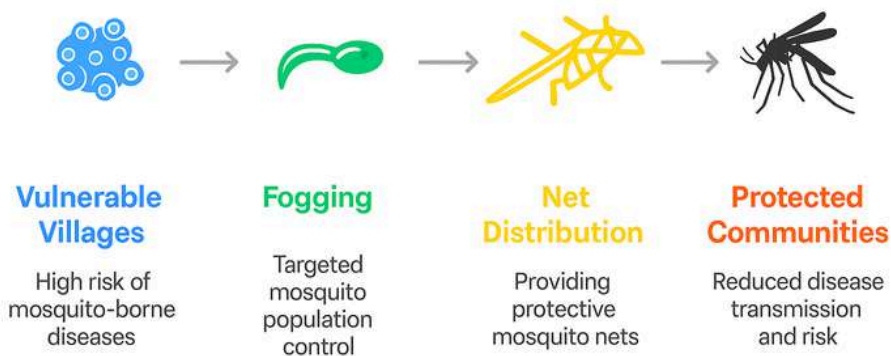 Vulnerable
Villages
High risk of
mosquito-borne
diseases
Fogging
Targeted
mosquito
population
control
Net
Distribution
Providing
protective
mosquito nets
Protected
Communities
Reduced disease
transmission
and risk